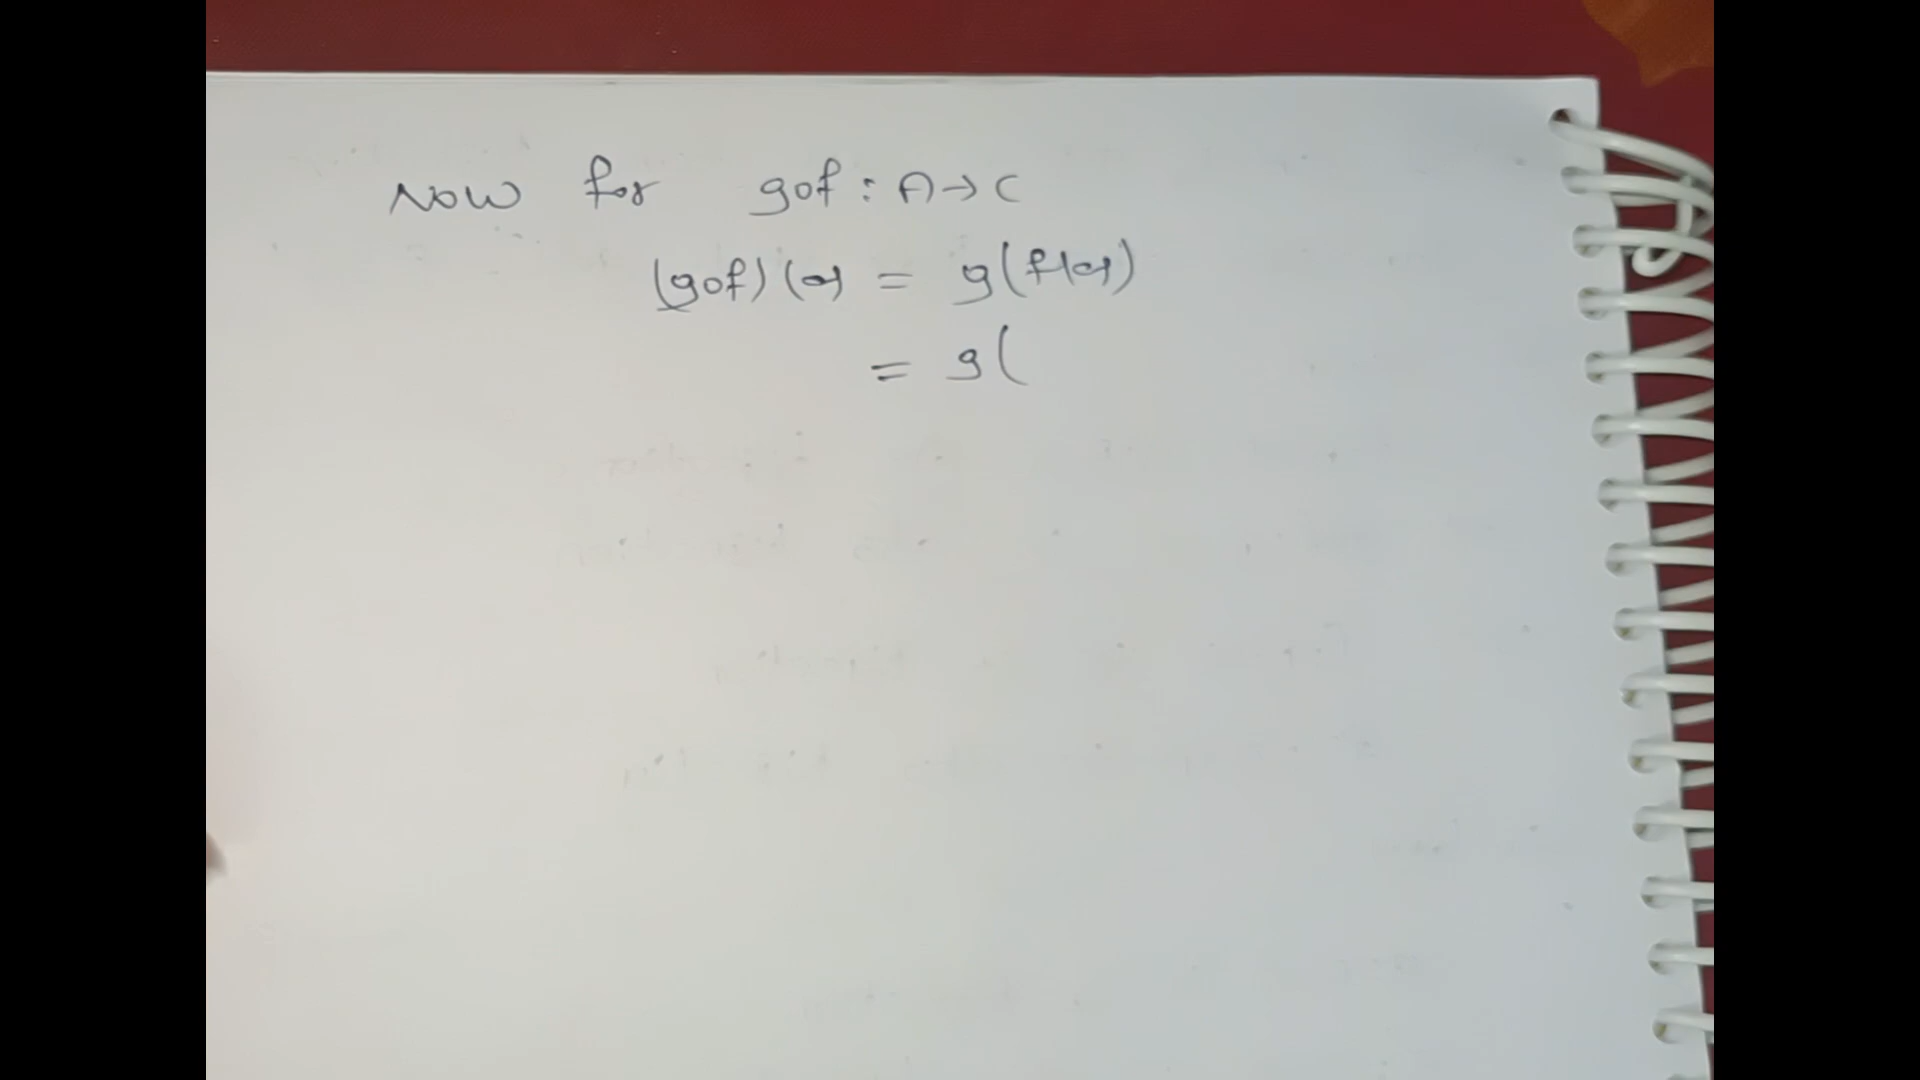 Now for gof : A→C
(gof)(a) = g(f(a))
= g(